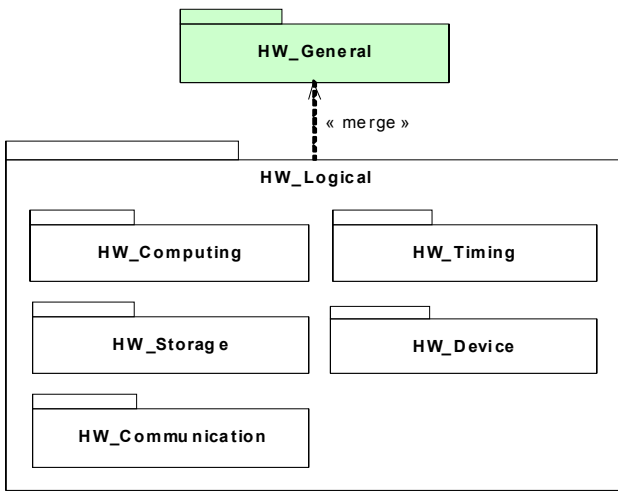 HW_General
« merge »
HW_Logical
HW_Computing
HW_Timing
HW_Storage
HW_Device
HW_Communication